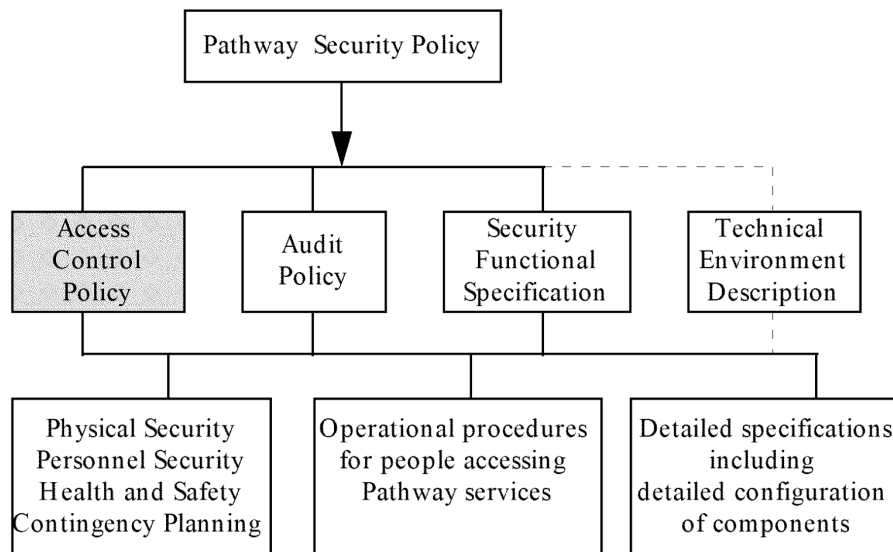 Pathway Security Policy
Access
Control
Policy
Audit
Policy
Security
Functional
Specification
Technical
Environment
Description
Physical Security
Personnel Security
Health and Safety
Contingency Planning
Operational procedures
for people accessing
Pathway services
Detailed specifications
including
detailed configuration
of components